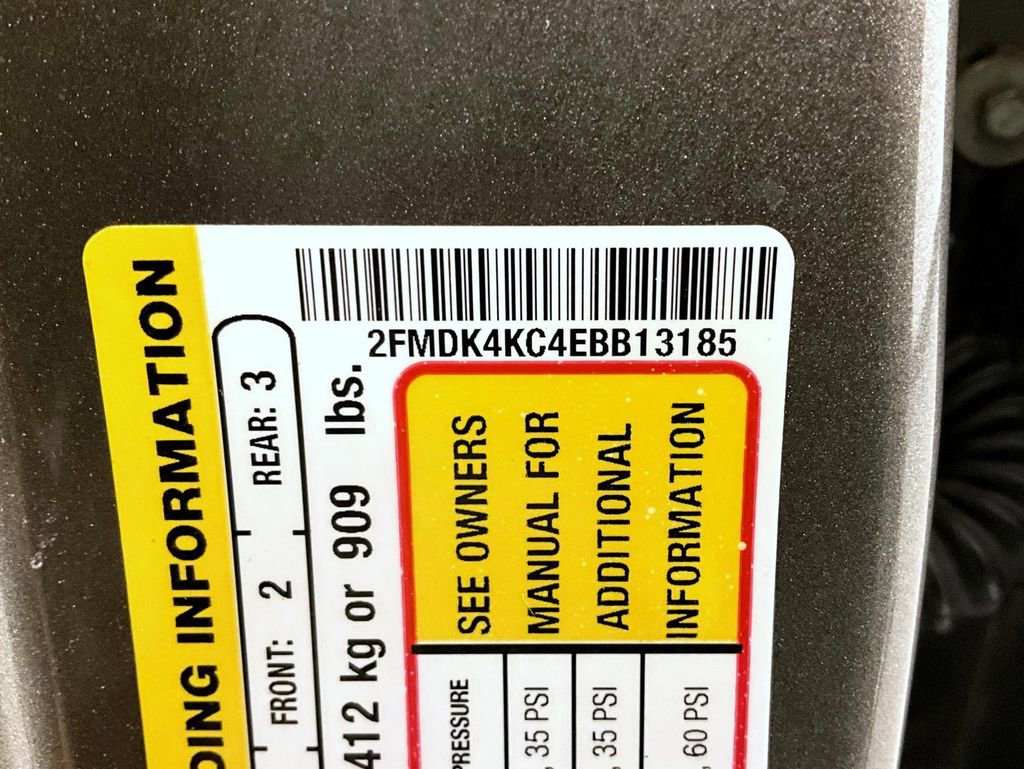 2FMDK4KC4EBB13185
DING INFORMATION
FRONT: 2 REAR: 3
412 kg or 909 lbs.
SEE OWNERS
MANUAL FOR
ADDITIONAL
INFORMATION
PRESSURE
, 35 PSI
, 35 PSI
, 60 PSI